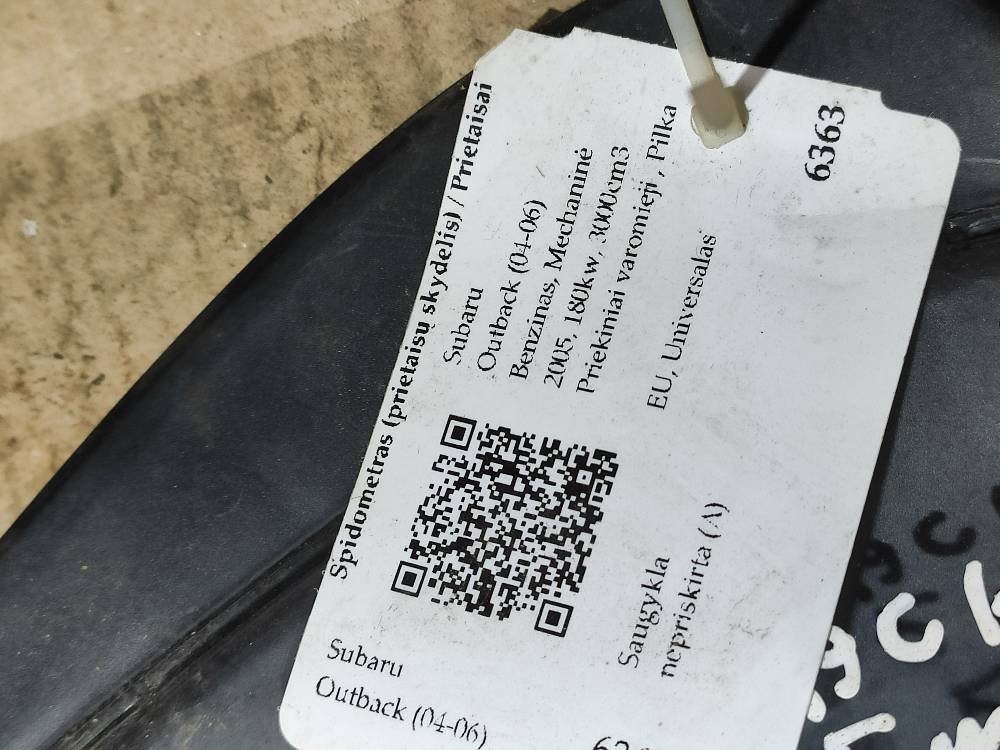 Spidometras (prietaisų skydelis) / Prietaisai
Subaru
Outback (04-06)
Benzinas, Mechaninė
2005, 180kw, 3000cm3
Priekiniai varomieji , Pilka
EU, Universalas
6363
Saugykla
nepriskirta (A)
Subaru
Outback (04-06)